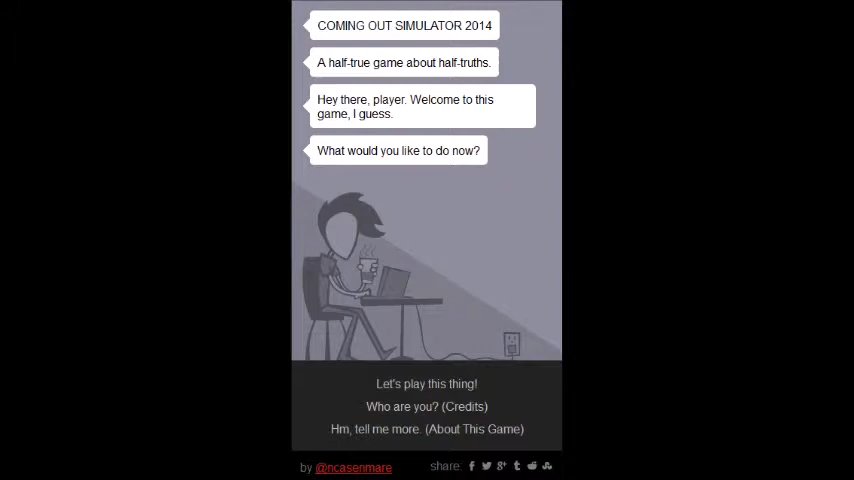 COMING OUT SIMULATOR 2014
A half-true game about half-truths.
Hey there, player. Welcome to this
game, I guess.
What would you like to do now?
Let's play this thing!
Who are you? (Credits)
Hm, tell me more. (About This Game)
by @ncasenmare
share: